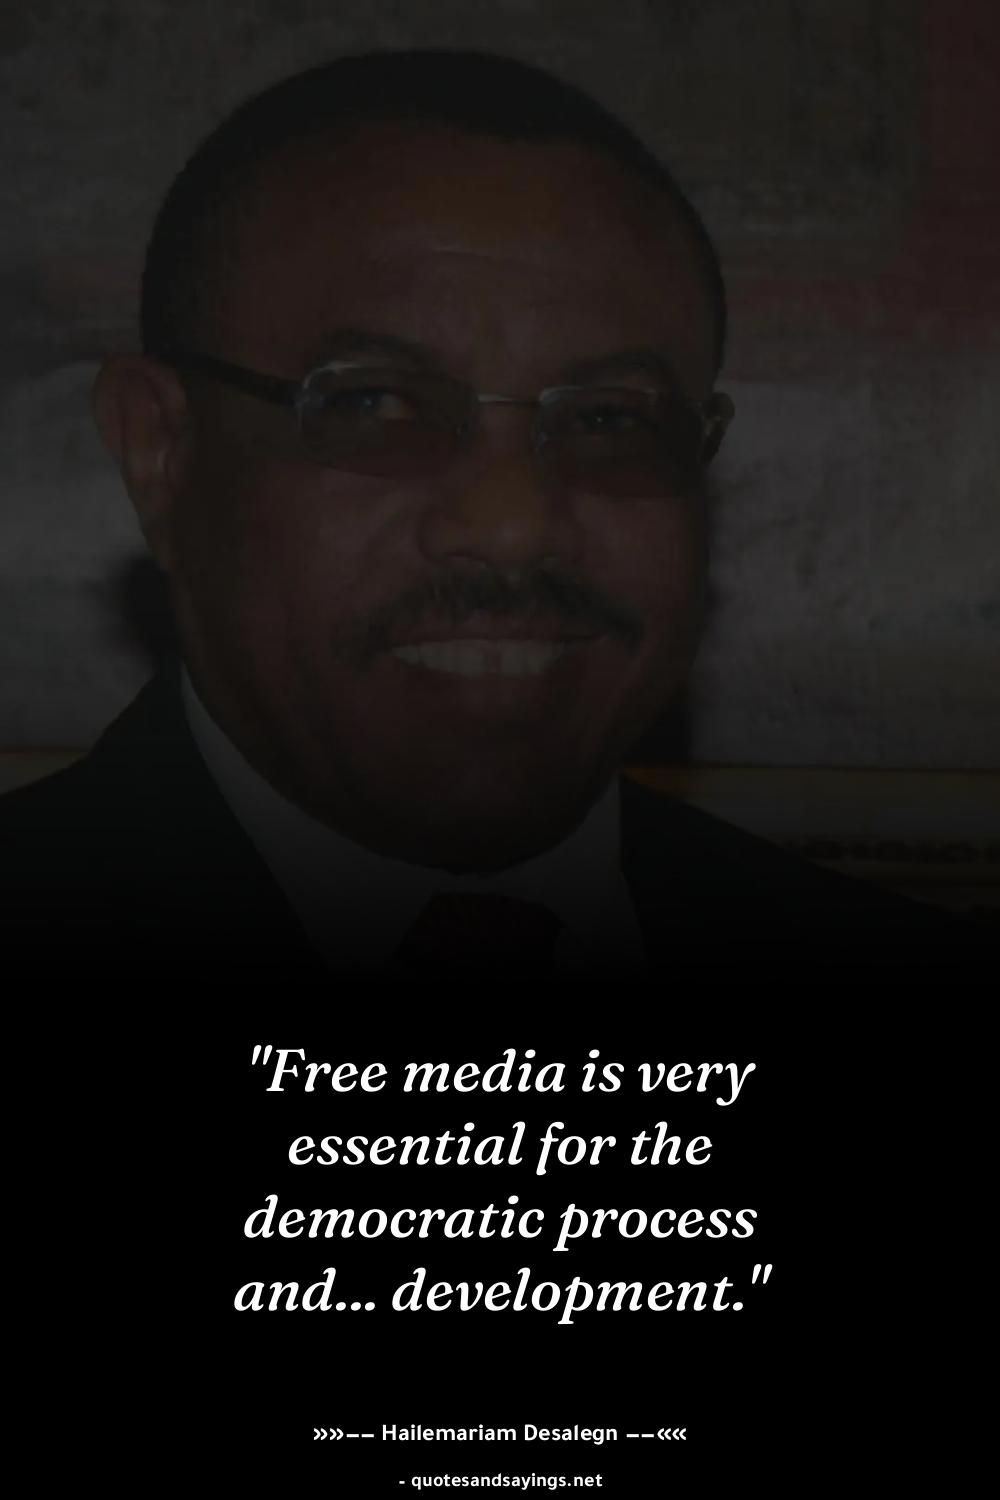 "Free media is very
essential for the
democratic process
and... development."
»»−− Hailemariam Desalegn −−««
- quotesandsayings.net